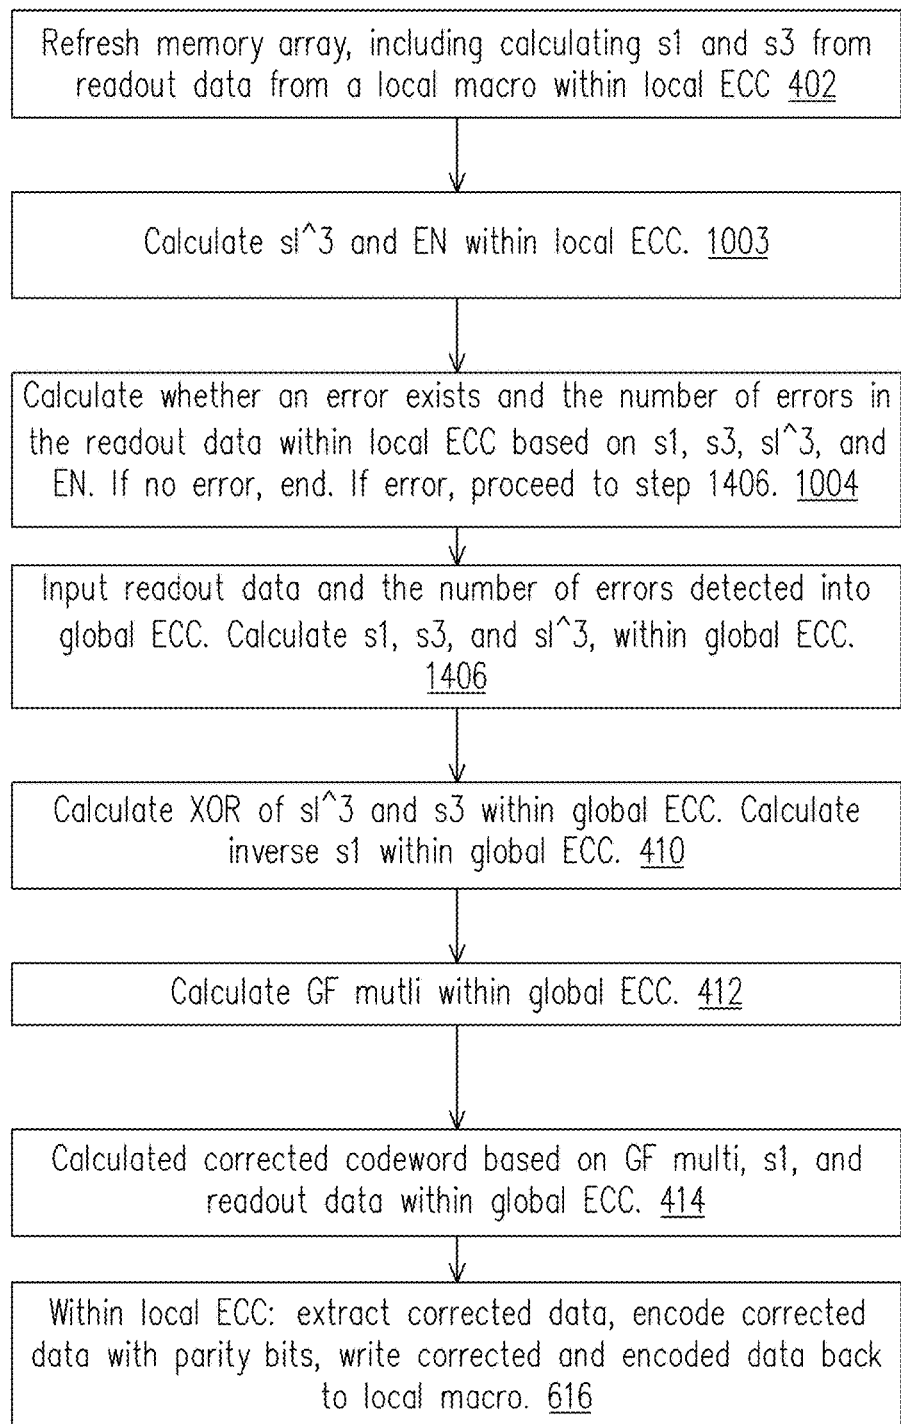 Refresh memory array, including calculating s1 and s3 from
readout data from a local macro within local ECC 402
Calculate sl^3 and EN within local ECC. 1003
Calculate whether an error exists and the number of errors in
the readout data within local ECC based on s1, s3, sl^3, and
EN. If no error, end. If error, proceed to step 1406. 1004
Input readout data and the number of errors detected into
global ECC. Calculate s1, s3, and sl^3, within global ECC.
1406
Calculate XOR of sl^3 and s3 within global ECC. Calculate
inverse s1 within global ECC. 410
Calculate GF mutli within global ECC. 412
Calculated corrected codeword based on GF multi, s1, and
readout data within global ECC. 414
Within local ECC: extract corrected data, encode corrected
data with parity bits, write corrected and encoded data back
to local macro. 616